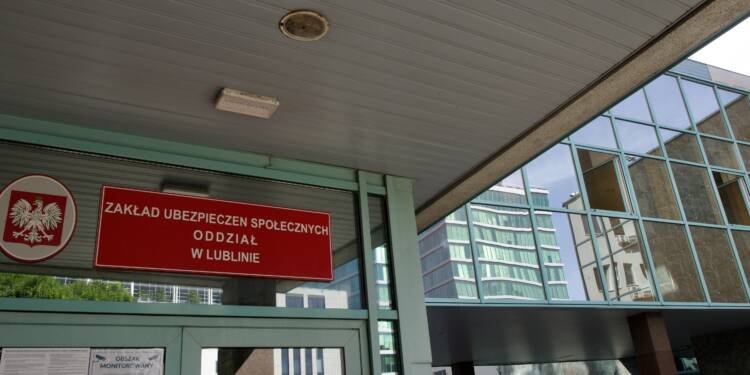 ZAKŁAD UBEZPIECZEŃ SPOŁECZNYCH
ODDZIAŁ
W LUBLINIE
OBSZAR
MONITOROWANY